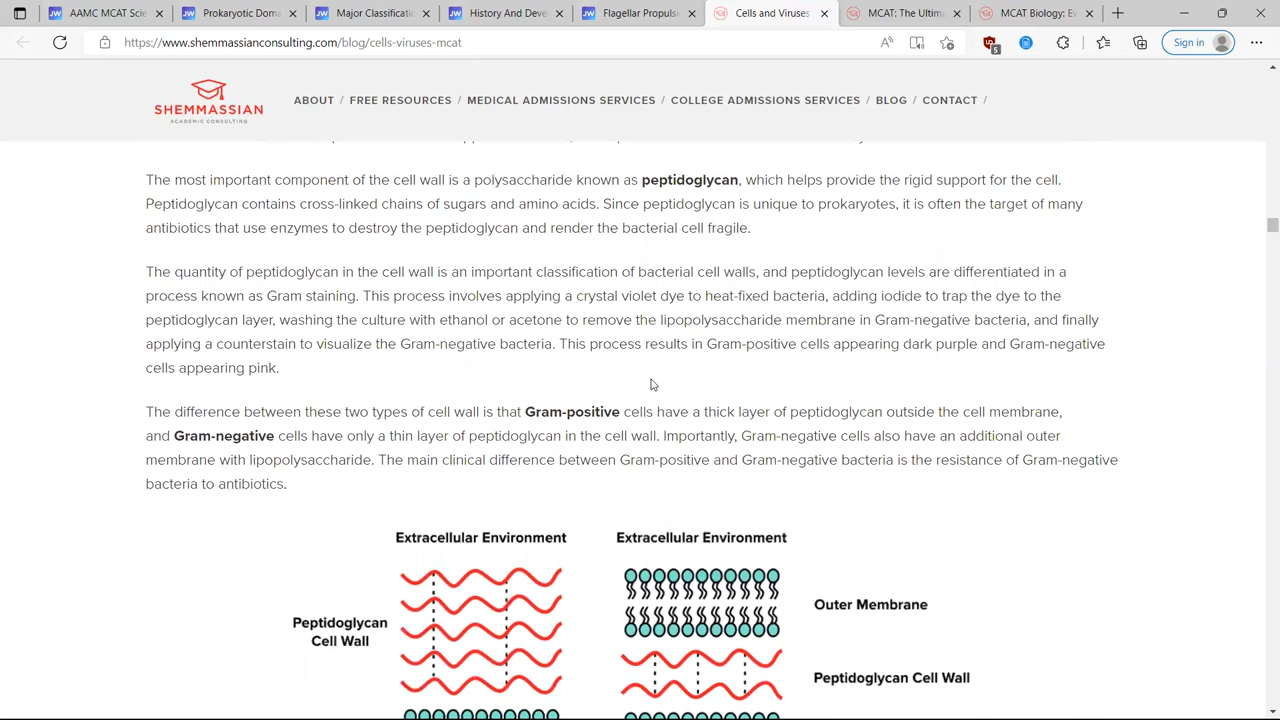 AAMC MCAT Scie
Prokaryotic Doma
Major Classificati
History And Deve
Flagellar Propulsi
Cells and Viruses
MCAT: The Ultima
MCAT Biology: Ev
https://www.shemmassianconsulting.com/blog/cells-viruses-mcat
5
Sign in
SHEMMASSIAN
ACADEMIC CONSULTING
ABOUT / FREE RESOURCES / MEDICAL ADMISSIONS SERVICES / COLLEGE ADMISSIONS SERVICES / BLOG / CONTACT /
The most important component of the cell wall is a polysaccharide known as peptidoglycan, which helps provide the rigid support for the cell.
Peptidoglycan contains cross-linked chains of sugars and amino acids. Since peptidoglycan is unique to prokaryotes, it is often the target of many
antibiotics that use enzymes to destroy the peptidoglycan and render the bacterial cell fragile.
The quantity of peptidoglycan in the cell wall is an important classification of bacterial cell walls, and peptidoglycan levels are differentiated in a
process known as Gram staining. This process involves applying a crystal violet dye to heat-fixed bacteria, adding iodide to trap the dye to the
peptidoglycan layer, washing the culture with ethanol or acetone to remove the lipopolysaccharide membrane in Gram-negative bacteria, and finally
applying a counterstain to visualize the Gram-negative bacteria. This process results in Gram-positive cells appearing dark purple and Gram-negative
cells appearing pink.
The difference between these two types of cell wall is that Gram-positive cells have a thick layer of peptidoglycan outside the cell membrane,
and Gram-negative cells have only a thin layer of peptidoglycan in the cell wall. Importantly, Gram-negative cells also have an additional outer
membrane with lipopolysaccharide. The main clinical difference between Gram-positive and Gram-negative bacteria is the resistance of Gram-negative
bacteria to antibiotics.
Extracellular Environment
Extracellular Environment
Outer Membrane
Peptidoglycan
Cell Wall
Peptidoglycan Cell Wall